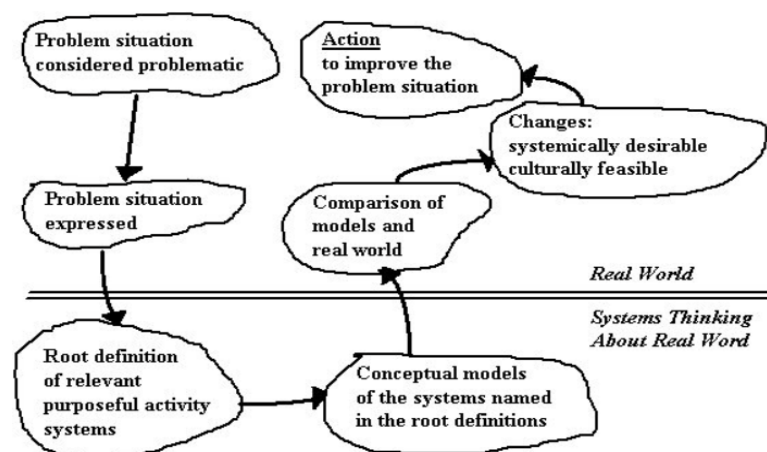 Problem situation
considered problematic
Action
to improve the
problem situation
Changes:
systemically desirable
culturally feasible
Problem situation
expressed
Comparison of
models and
real world
Real World
Systems Thinking
About Real Word
Root definition
of relevant
purposeful activity
systems
Conceptual models
of the systems named
in the root definitions